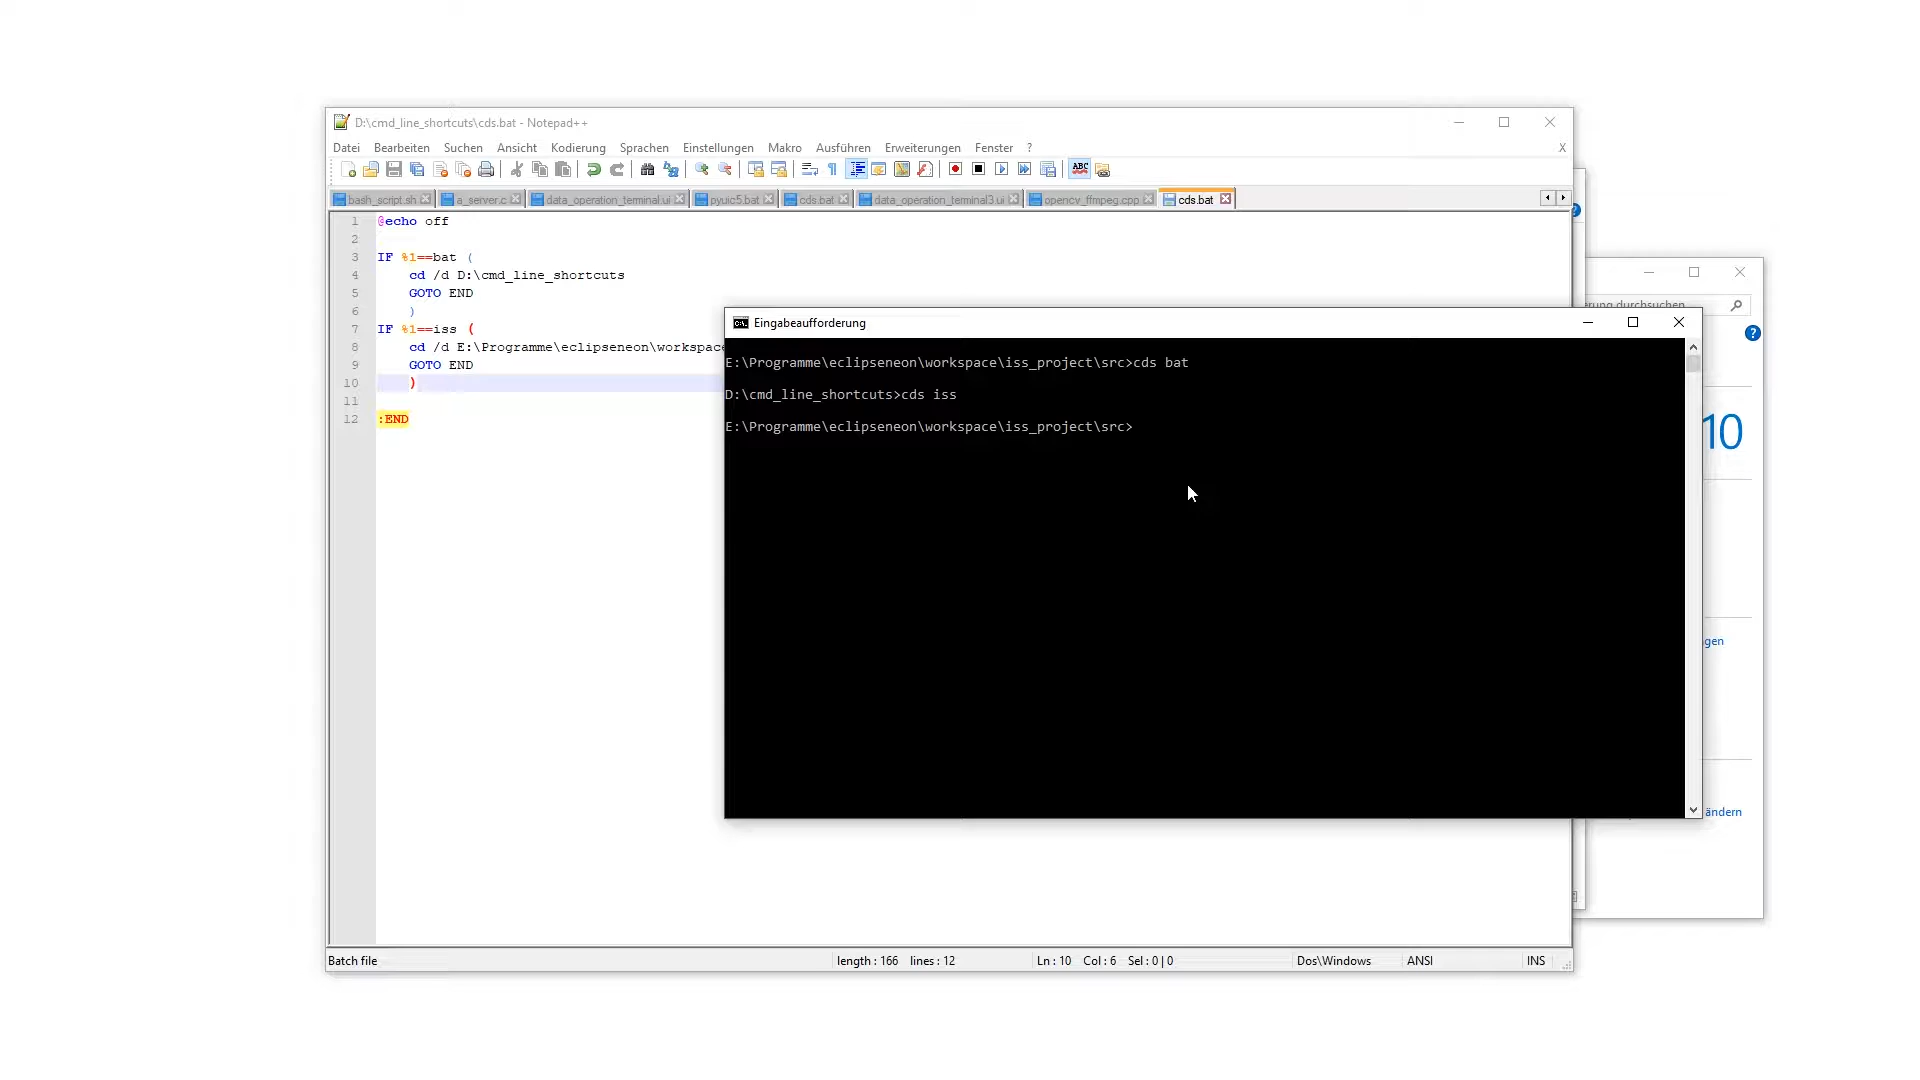 D:\cmd_line_shortcuts\cds.bat - Notepad++
Datei Bearbeiten Suchen Ansicht Kodierung Sprachen Einstellungen Makro Ausführen Erweiterungen Fenster ? X
ABC
bash_script.sh a_server.c data_operation_terminal.ui pyuic5.bat cds.bat data_operation_terminal3.ui opencv_ffmpeg.cpp cds.bat
1 @echo off
2
3 IF %1==bat (
4 cd /d D:\cmd_line_shortcuts
5 GOTO END
6 )
7 IF %1==iss (
8 cd /d E:\Programme\eclipseneon\workspace
9 GOTO END
10 )
11
12 :END
Eingabeaufforderung
E:\Programme\eclipseneon\workspace\iss_project\src>cds bat
D:\cmd_line_shortcuts>cds iss
E:\Programme\eclipseneon\workspace\iss_project\src>
durchsuchen
?
10
gen
ändern
Batch file length : 166 lines : 12 Ln : 10 Col : 6 Sel : 0 | 0 Dos\Windows ANSI INS